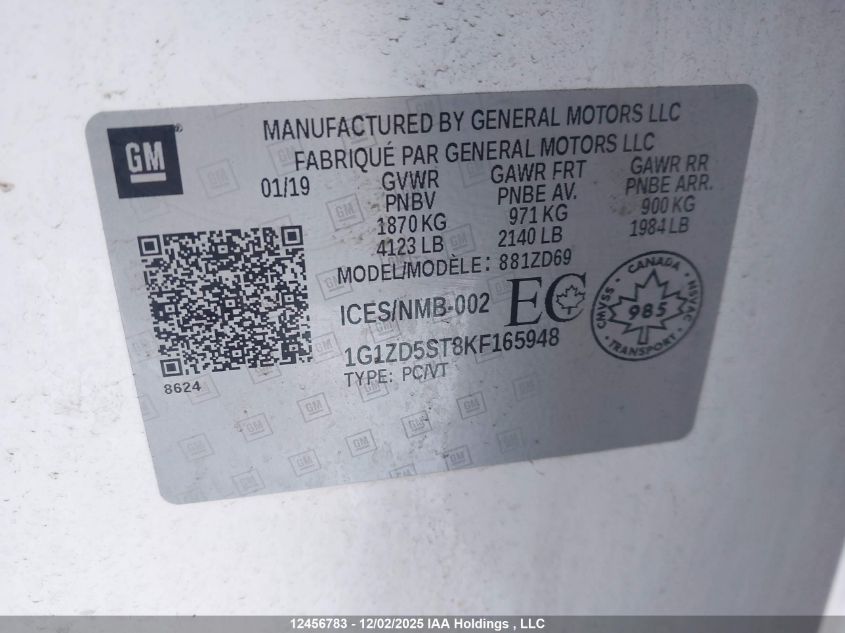 GM
MANUFACTURED BY GENERAL MOTORS LLC
FABRIQUÉ PAR GENERAL MOTORS LLC
01/19 GVWR GAWR FRT GAWR RR
PNBV PNBE AV. PNBE ARR.
1870 KG 971 KG 900 KG
4123 LB 2140 LB 1984 LB
MODEL/MODÈLE: 881ZD69
ICES/NMB-002 EC
CANADA
CMVSS 985 NSVAC
1G1ZD5ST8KF165948
TYPE: PC/VT
8624
12456783 - 12/02/2025 IAA Holdings , LLC